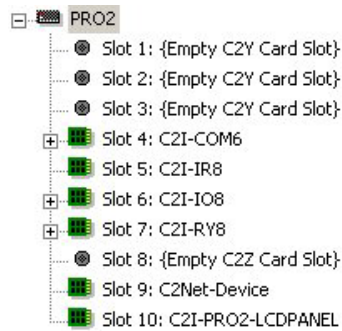 PRO2
Slot 1: {Empty C2Y Card Slot}
Slot 2: {Empty C2Y Card Slot}
Slot 3: {Empty C2Y Card Slot}
Slot 4: C2I-COM6
Slot 5: C2I-IR8
Slot 6: C2I-IO8
Slot 7: C2I-RY8
Slot 8: {Empty C2Z Card Slot}
Slot 9: C2Net-Device
Slot 10: C2I-PRO2-LCDPANEL